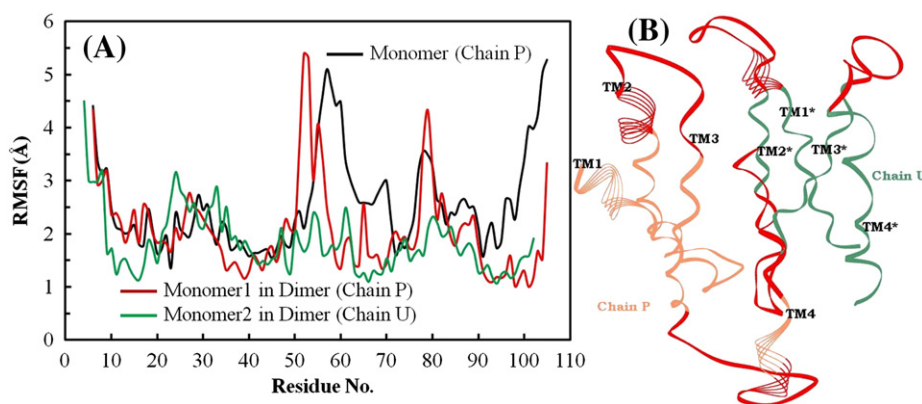 (A)
Monomer (Chain P)
6
5
4
3
2
1
0
RMSF(Å)
Monomer1 in Dimer (Chain P)
Monomer2 in Dimer (Chain U)
0 10 20 30 40 50 60 70 80 90 100 110
Residue No.
(B)
TM2
TM1*
TM3
TM2*
TM3*
TM1
Chain U
TM4*
Chain P
TM4